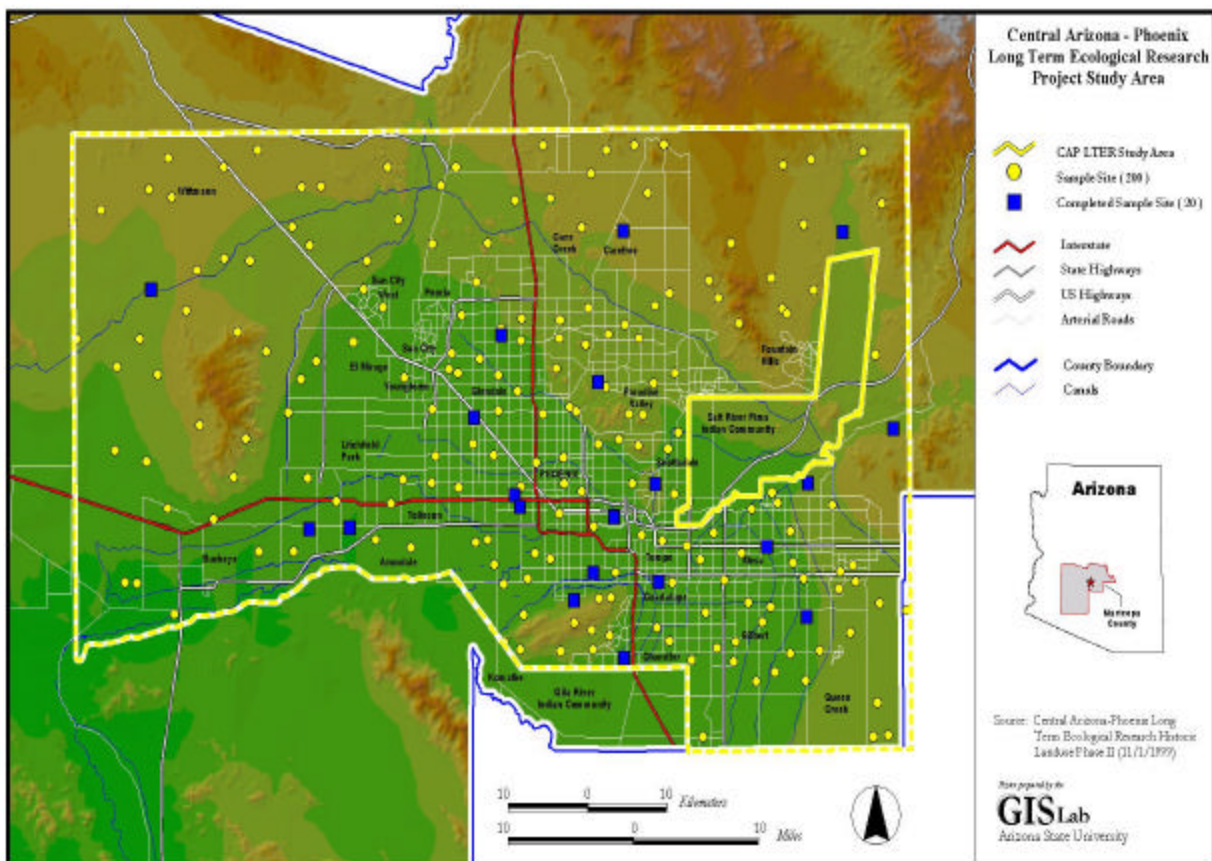 Central Arizona - Phoenix
Long Term Ecological Research
Project Study Area
CAP LTER Study Area
Sample Site ( 200 )
Completed Sample Site ( 20 )
Interstate
State Highways
US Highways
Arterial Roads
County Boundary
Canals
Arizona
Maricopa
County
Source: Central Arizona-Phoenix Long
Term Ecological Research Historic
Landuse Phase II (11/1/1999)
GIS Lab
Arizona State University
Wittmann
Cave
Creek
Carefree
Sun City
West
Peoria
Sun City
El Mirage
Youngtown
Glendale
Paradise
Valley
Fountain
Hills
Salt River Pima
Indian Community
Litchfield
Park
PHOENIX
Scottsdale
Tolleson
Buckeye
Avondale
Tempe
Mesa
Guadalupe
Gilbert
Chandler
Komatke
Gila River
Indian Community
Queen
Creek
10 0 10 Kilometers
10 0 10 Miles